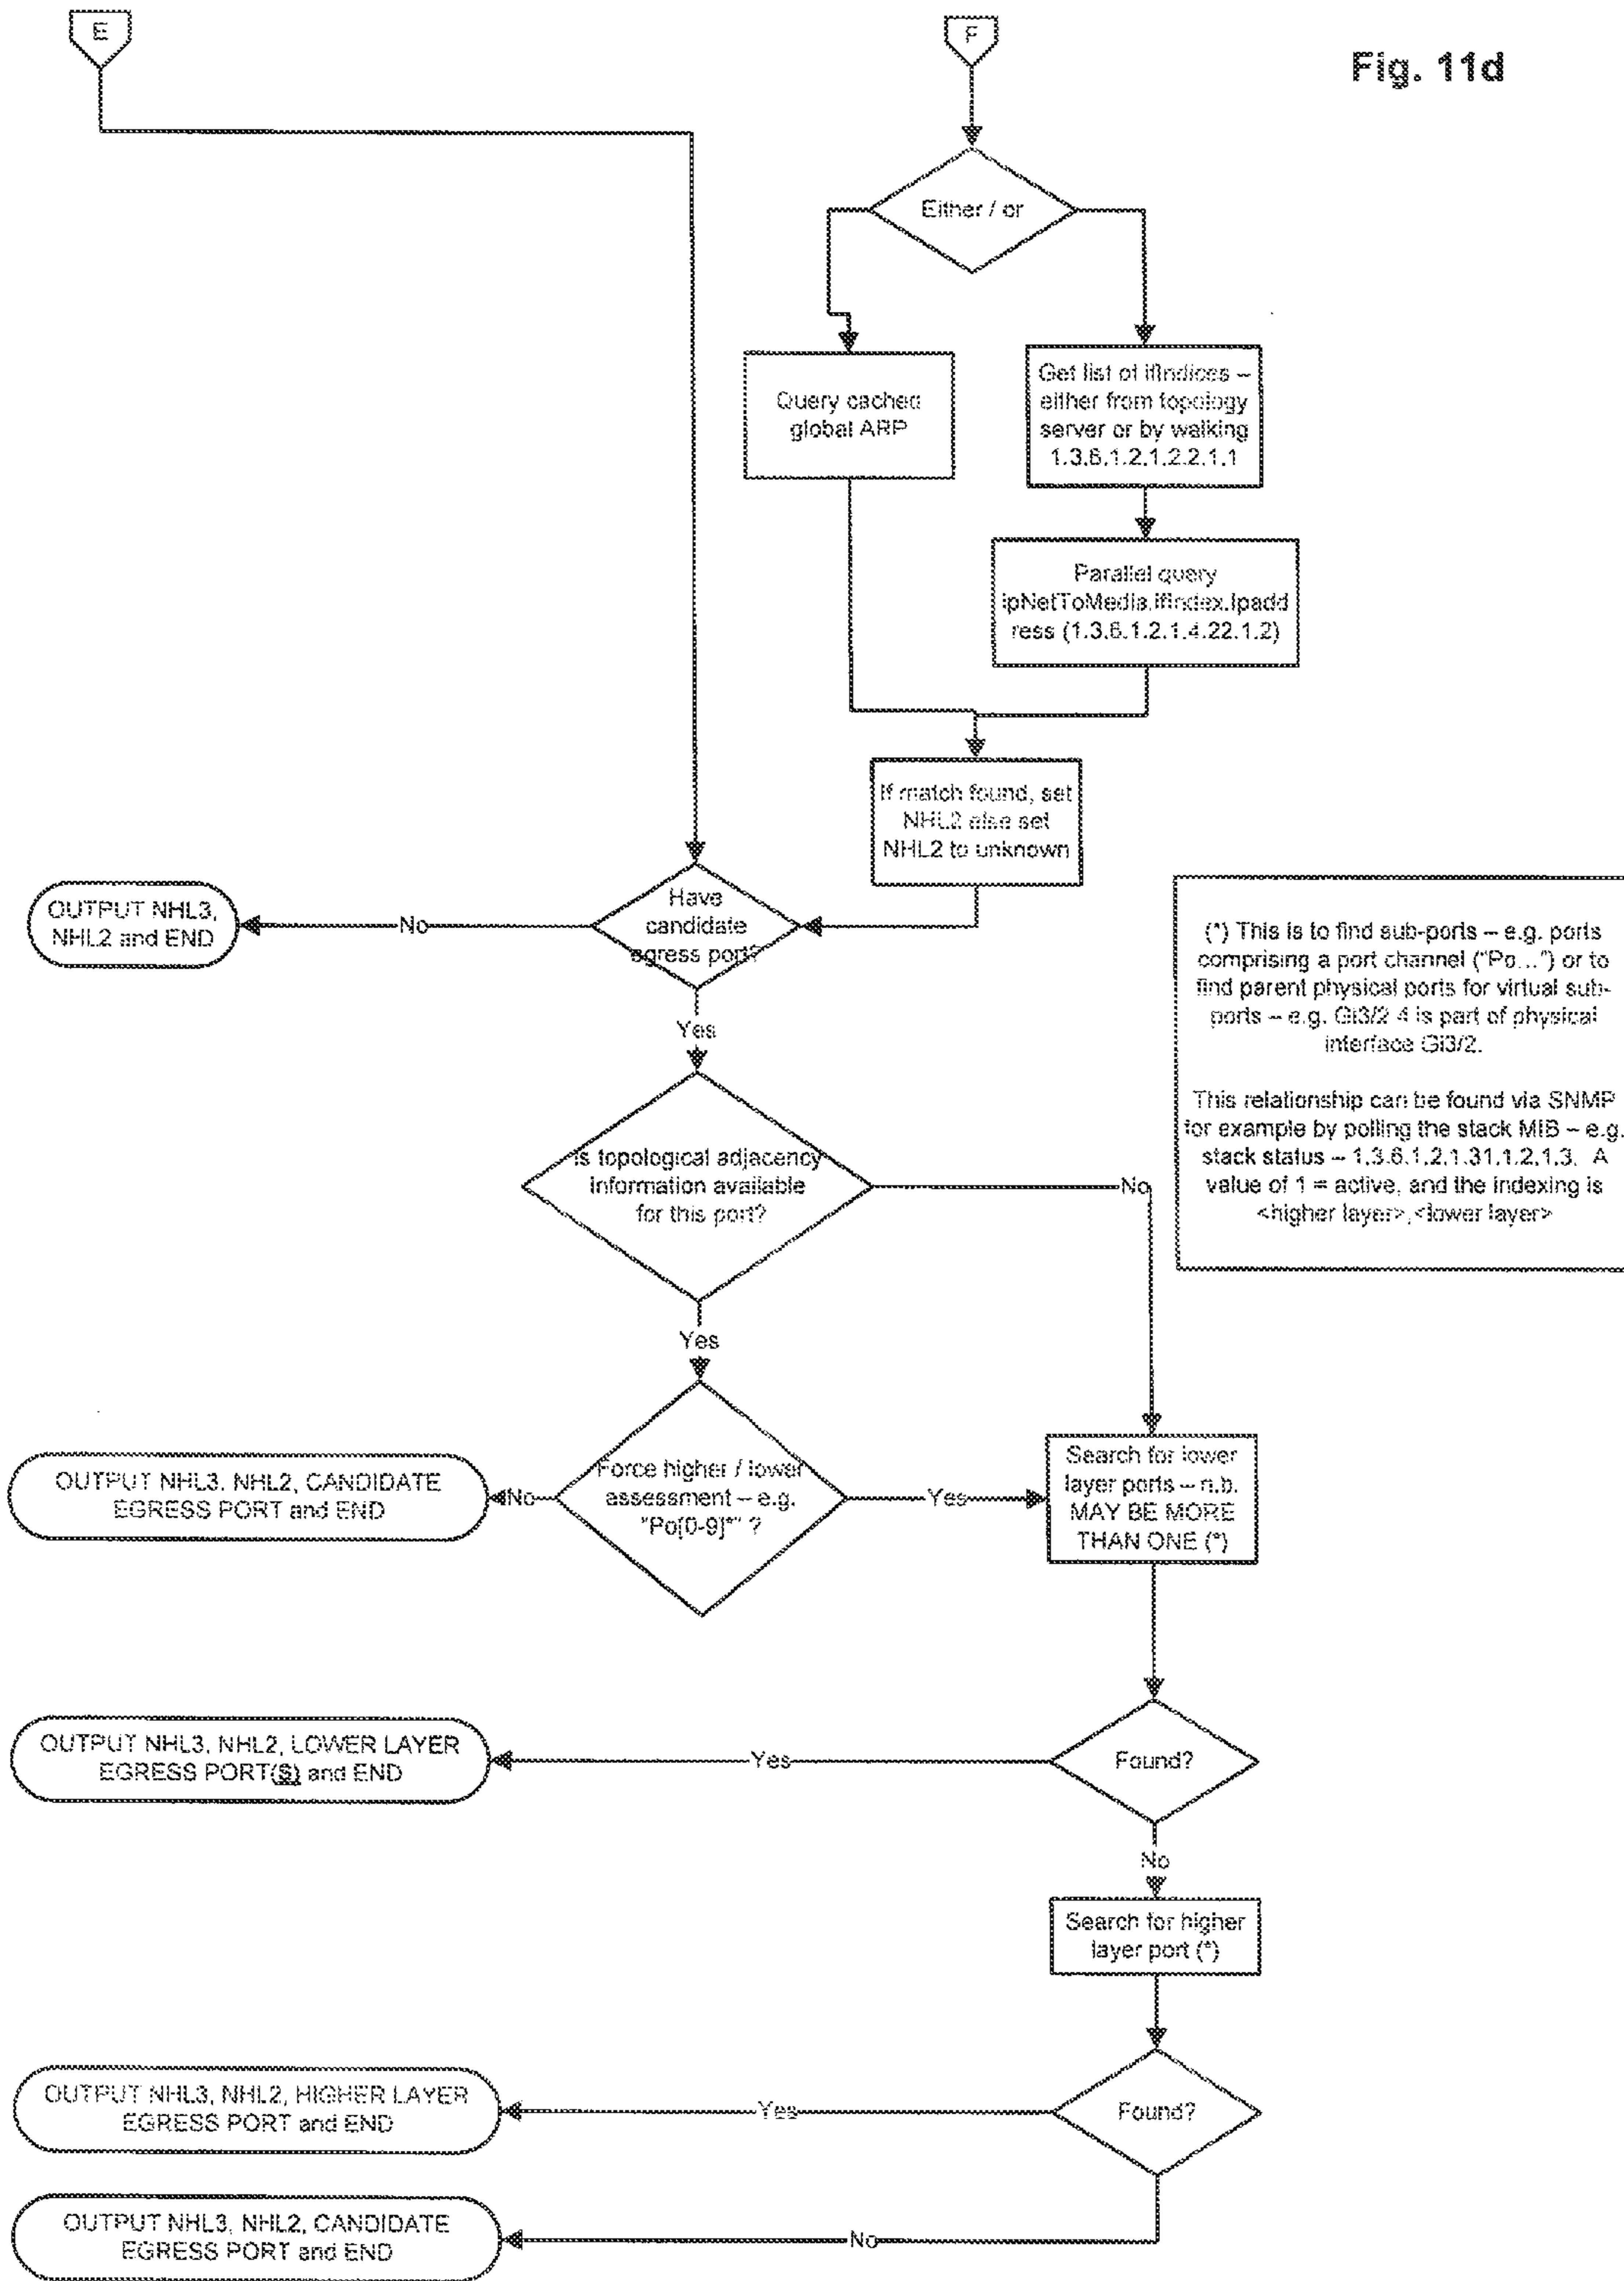 E
F
Fig. 11d
Either / or
Query cached
global ARP
Get list of ifIndices –
either from topology
server or by walking
1.3.6.1.2.1.2.2.1.1
Parallel query
ipNetToMedia.ifIndex.Ipadd
ress (1.3.6.1.2.1.4.22.1.2)
If match found, set
NHL2 else set
NHL2 to unknown
Have
candidate
egress port?
No
OUTPUT NHL3,
NHL2 and END
Yes
(*) This is to find sub-ports – e.g. ports
comprising a port channel ("Po...") or to
find parent physical ports for virtual sub-
ports – e.g. Gi3/2.4 is part of physical
interface Gi3/2.
This relationship can be found via SNMP
for example by polling the stack MIB – e.g.
stack status – 1.3.6.1.2.1.31.1.2.1.3. A
value of 1 = active, and the indexing is
<higher layer>.<lower layer>
Is topological adjacency
information available
for this port?
No
Yes
Force higher / lower
assessment – e.g.
"Po[0-9]*" ?
No
OUTPUT NHL3, NHL2, CANDIDATE
EGRESS PORT and END
Yes
Search for lower
layer ports – n.b.
MAY BE MORE
THAN ONE (*)
Found?
Yes
OUTPUT NHL3, NHL2, LOWER LAYER
EGRESS PORT(S) and END
No
Search for higher
layer port (*)
Found?
Yes
OUTPUT NHL3, NHL2, HIGHER LAYER
EGRESS PORT and END
No
OUTPUT NHL3, NHL2, CANDIDATE
EGRESS PORT and END